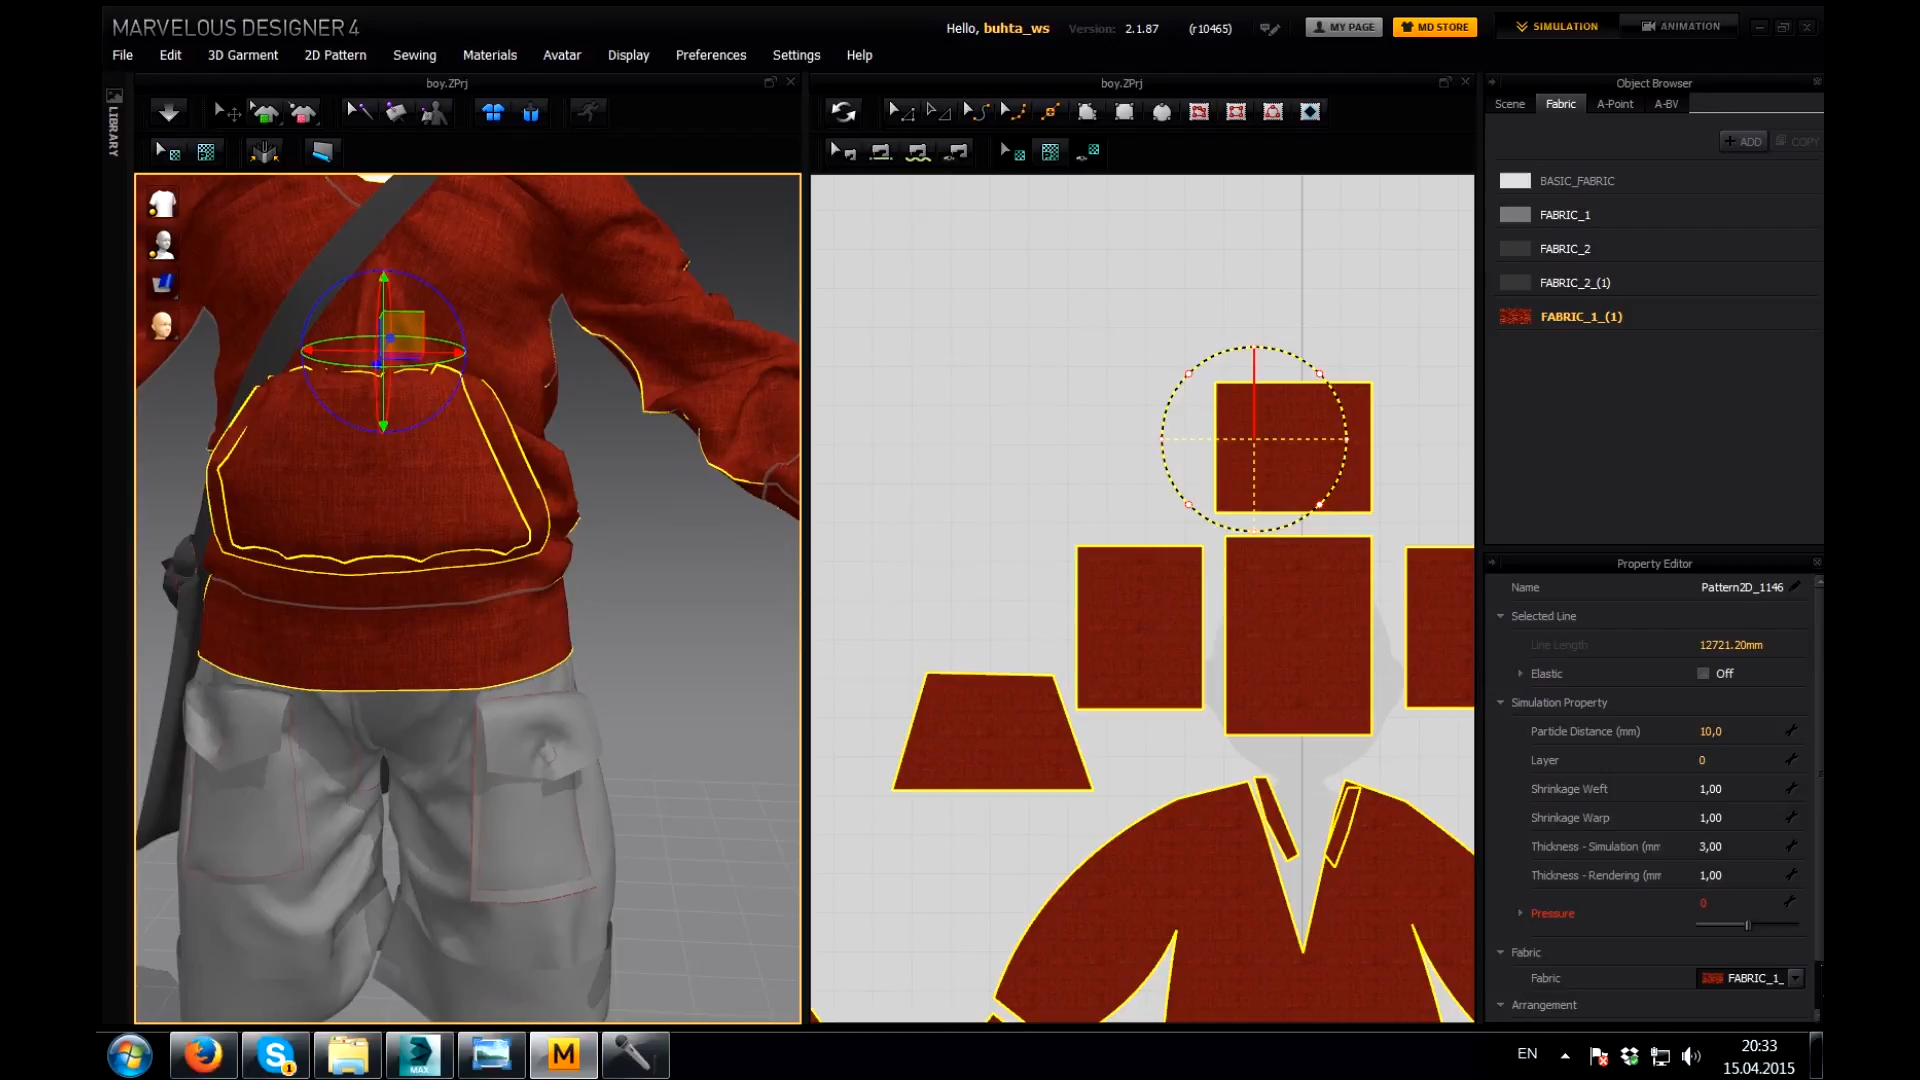 MARVELOUS DESIGNER 4
Hello, buhta_ws
Version: 2.1.87 (r10465)
MY PAGE
MD STORE
SIMULATION
ANIMATION
File Edit 3D Garment 2D Pattern Sewing Materials Avatar Display Preferences Settings Help
boy.ZPrj
boy.ZPrj
Object Browser
LIBRARY
Scene Fabric A-Point A-BV
+ ADD COPY
BASIC_FABRIC
FABRIC_1
FABRIC_2
FABRIC_2_(1)
FABRIC_1_(1)
Property Editor
Name Pattern2D_1146
Selected Line
Line Length 12721.20mm
Elastic Off
Simulation Property
Particle Distance (mm) 10,0
Layer 0
Shrinkage Weft 1,00
Shrinkage Warp 1,00
Thickness - Simulation (mm 3,00
Thickness - Rendering (mm 1,00
Pressure 0
Fabric
Fabric FABRIC_1_
Arrangement
S 1
MAX
M
EN
20:33
15.04.2015